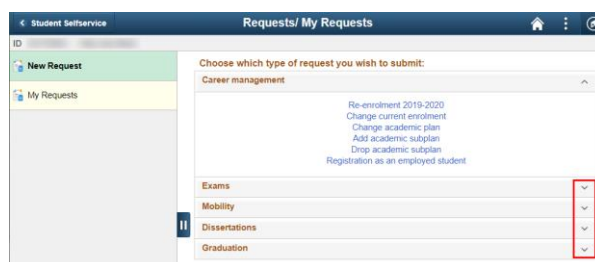 Student Selfservice
Requests/ My Requests
ID
New Request
My Requests
Choose which type of request you wish to submit:
Career management
Re-enrolment 2019-2020
Change current enrolment
Change academic plan
Add academic subplan
Drop academic subplan
Registration as an employed student
Exams
Mobility
Dissertations
Graduation